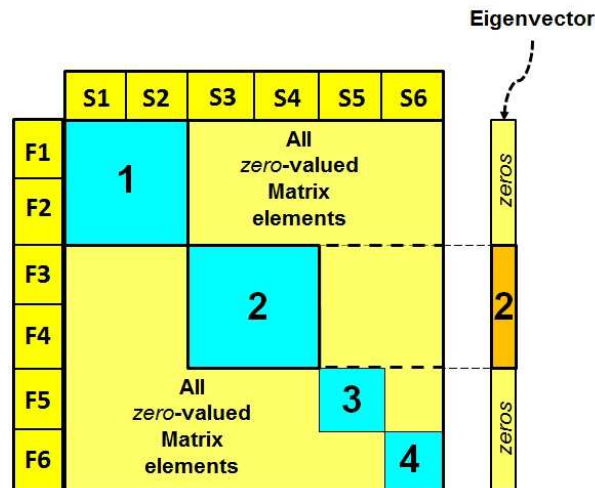 Eigenvector
S1 S2 S3 S4 S5 S6
F1
F2
F3
F4
F5
F6
1
All
zero-valued
Matrix
elements
zeros
2
2
All
zero-valued
Matrix
elements
3
4
zeros